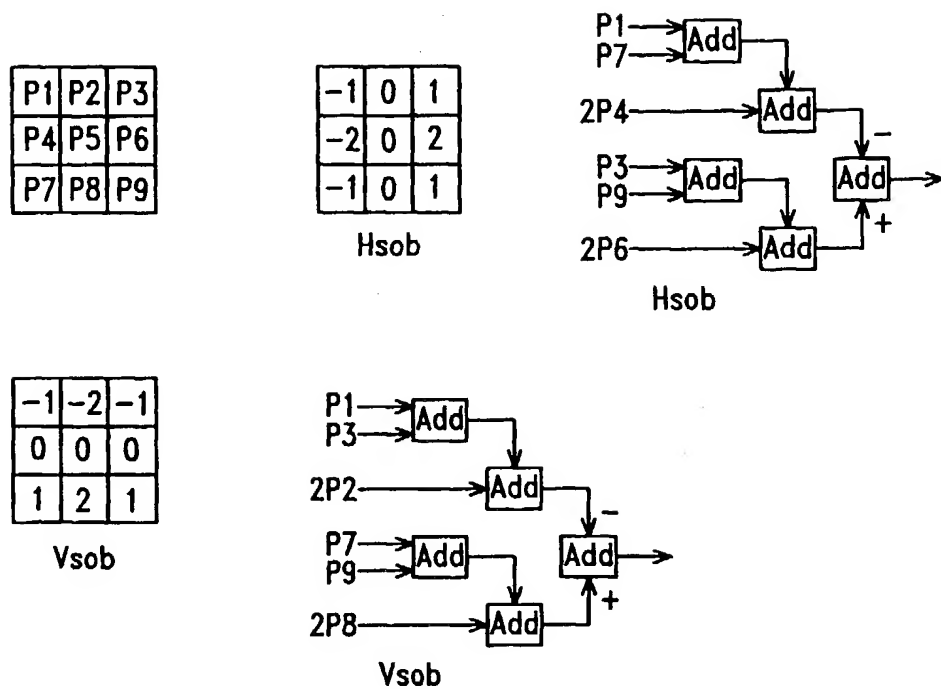 P1 P2 P3
P4 P5 P6
P7 P8 P9
-1 0 1
-2 0 2
-1 0 1
Hsob
P1
P7
Add
2P4
Add
P3
P9
Add
2P6
Add
-
Add
+
Hsob
-1 -2 -1
0 0 0
1 2 1
Vsob
P1
P3
Add
2P2
Add
P7
P9
Add
2P8
Add
-
Add
+
Vsob